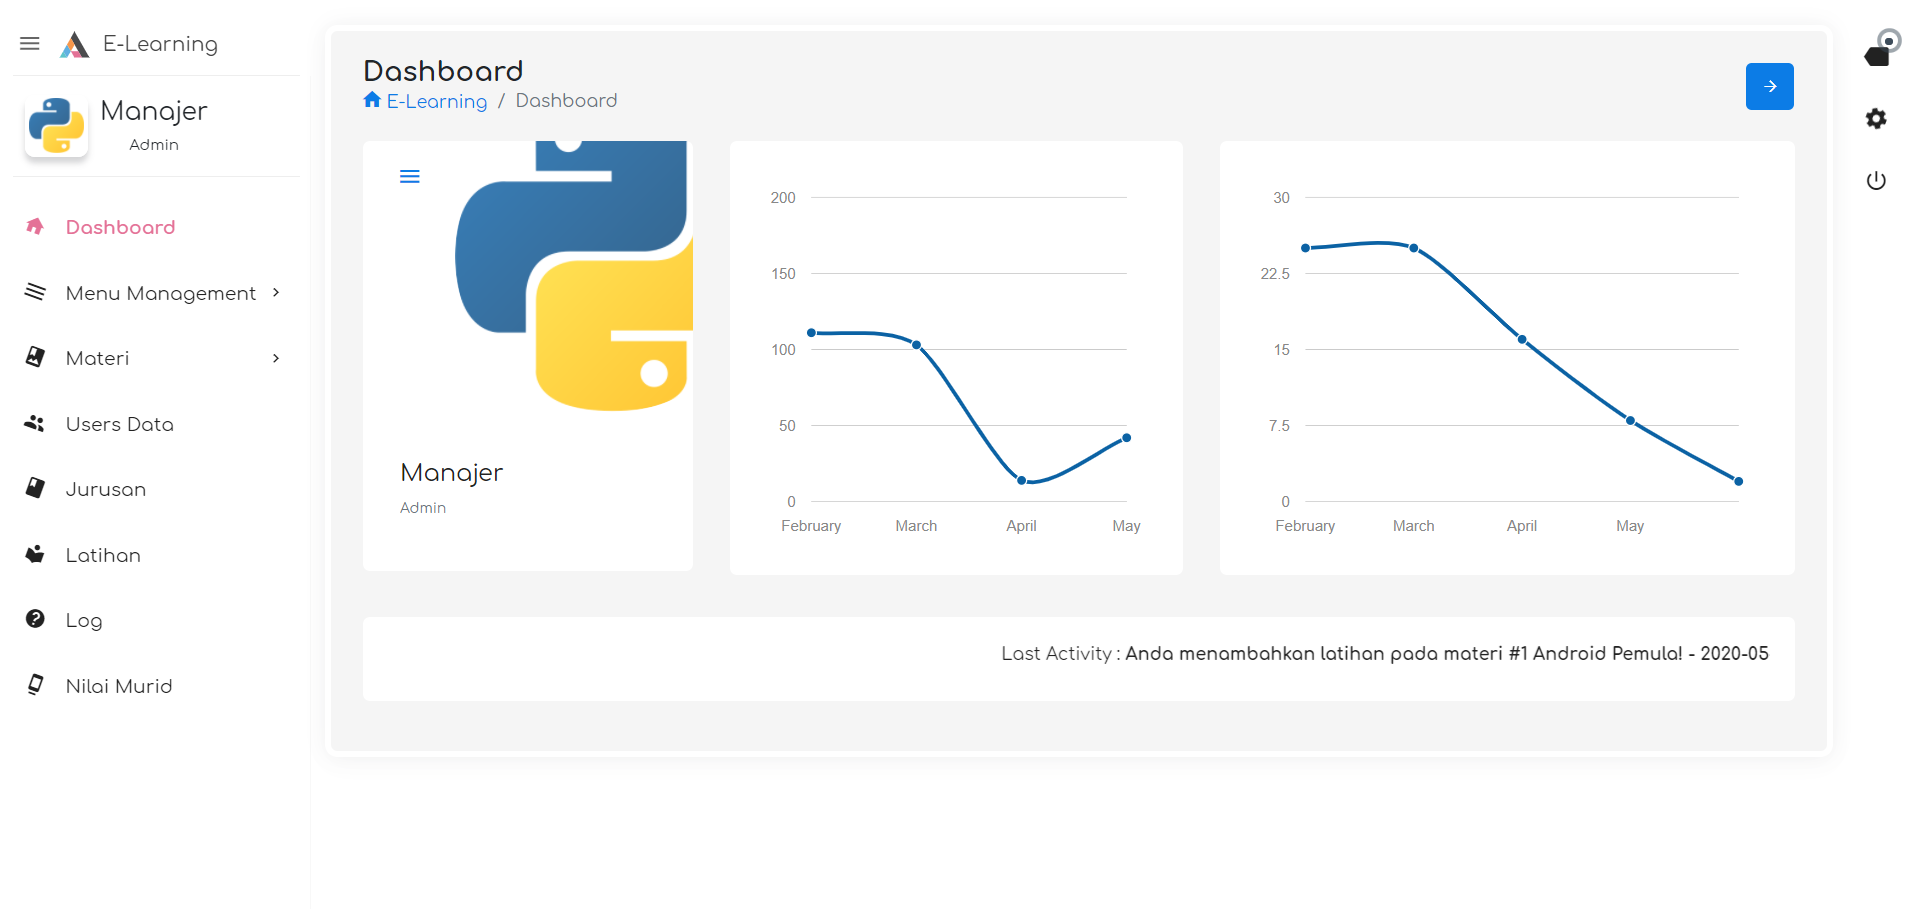 E-Learning
Manajer
Admin
Dashboard
Menu Management
Materi
Users Data
Jurusan
Latihan
Log
Nilai Murid
Dashboard
E-Learning / Dashboard
Manajer
Admin
200
150
100
50
0
February March April May
30
22.5
15
7.5
0
February March April May
Last Activity : Anda menambahkan latihan pada materi #1 Android Pemula! - 2020-05